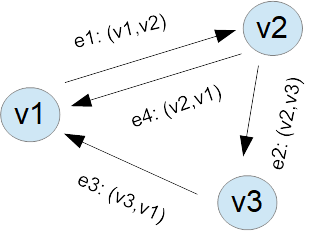 e1: (v1,v2)
v2
v1
e4: (v2,v1)
e2: (v2,v3)
e3: (v3,v1)
v3